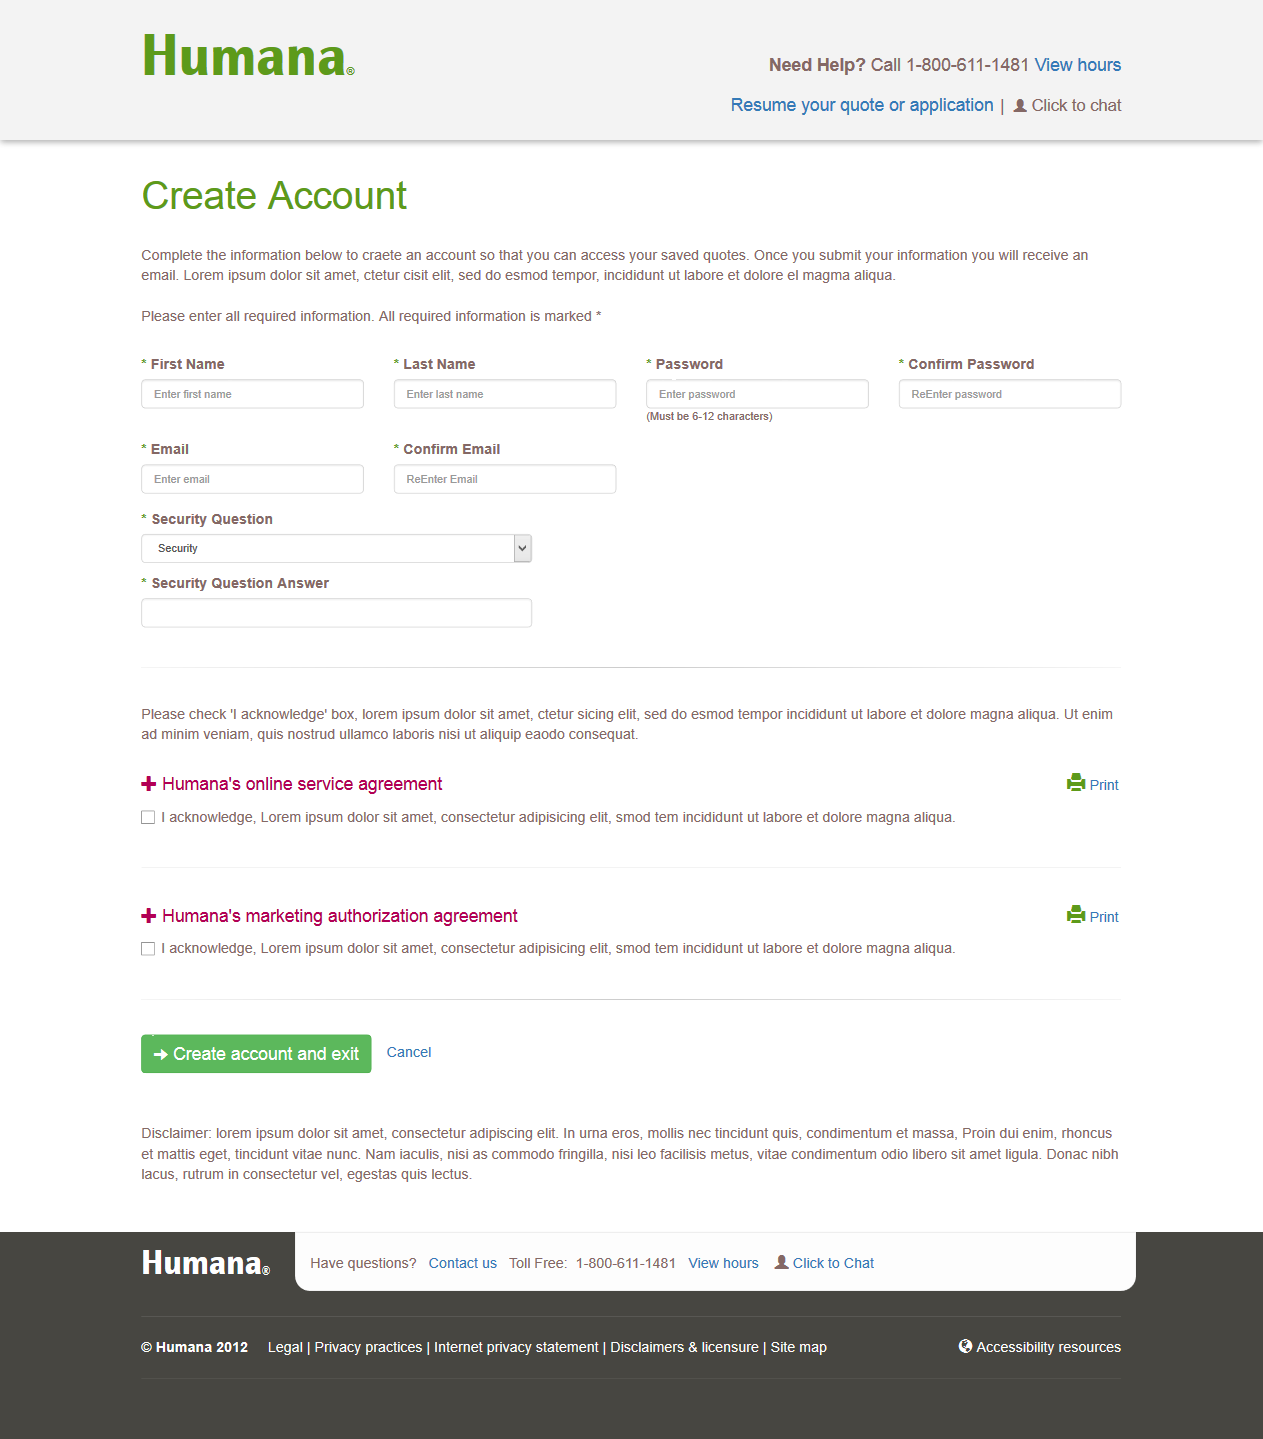 Humana®
Need Help? Call 1-800-611-1481 View hours
Resume your quote or application | Click to chat
Create Account
Complete the information below to craete an account so that you can access your saved quotes. Once you submit your information you will receive an
email. Lorem ipsum dolor sit amet, ctetur cisit elit, sed do esmod tempor, incididunt ut labore et dolore el magma aliqua.
Please enter all required information. All required information is marked *
* First Name * Last Name * Password * Confirm Password
Enter first name Enter last name Enter password ReEnter password
(Must be 6-12 characters)
* Email * Confirm Email
Enter email ReEnter Email
* Security Question
Security
* Security Question Answer
Please check 'I acknowledge' box, lorem ipsum dolor sit amet, ctetur sicing elit, sed do esmod tempor incididunt ut labore et dolore magna aliqua. Ut enim
ad minim veniam, quis nostrud ullamco laboris nisi ut aliquip eaodo consequat.
Humana's online service agreement Print
I acknowledge, Lorem ipsum dolor sit amet, consectetur adipisicing elit, smod tem incididunt ut labore et dolore magna aliqua.
Humana's marketing authorization agreement Print
I acknowledge, Lorem ipsum dolor sit amet, consectetur adipisicing elit, smod tem incididunt ut labore et dolore magna aliqua.
Create account and exit Cancel
Disclaimer: lorem ipsum dolor sit amet, consectetur adipiscing elit. In urna eros, mollis nec tincidunt quis, condimentum et massa, Proin dui enim, rhoncus
et mattis eget, tincidunt vitae nunc. Nam iaculis, nisi as commodo fringilla, nisi leo facilisis metus, vitae condimentum odio libero sit amet ligula. Donac nibh
lacus, rutrum in consectetur vel, egestas quis lectus.
Humana® Have questions? Contact us Toll Free: 1-800-611-1481 View hours Click to Chat
© Humana 2012 Legal | Privacy practices | Internet privacy statement | Disclaimers & licensure | Site map Accessibility resources